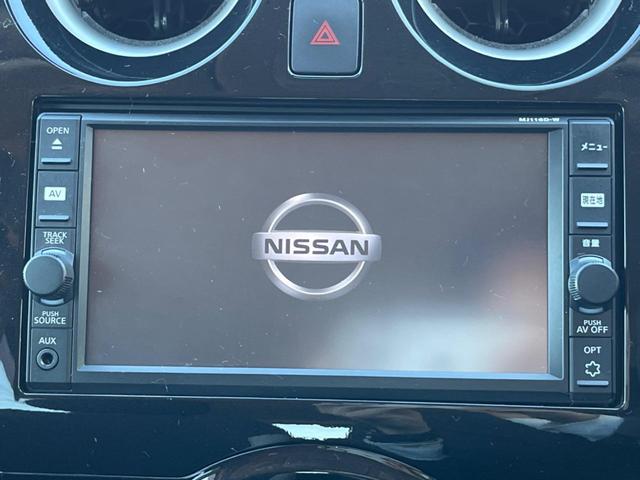 MJ116D-W
OPEN
メニュー
AV
現在地
TRACK
SEEK
音量
NISSAN
PUSH
SOURCE
PUSH
AV OFF
AUX
OPT